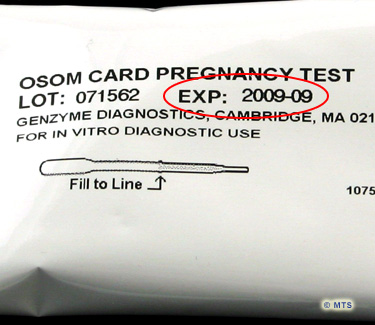 OSOM CARD PREGNANCY TEST
LOT: 071562 EXP: 2009-09
GENZYME DIAGNOSTICS, CAMBRIDGE, MA 021
FOR IN VITRO DIAGNOSTIC USE
Fill to Line
1075
© MTS